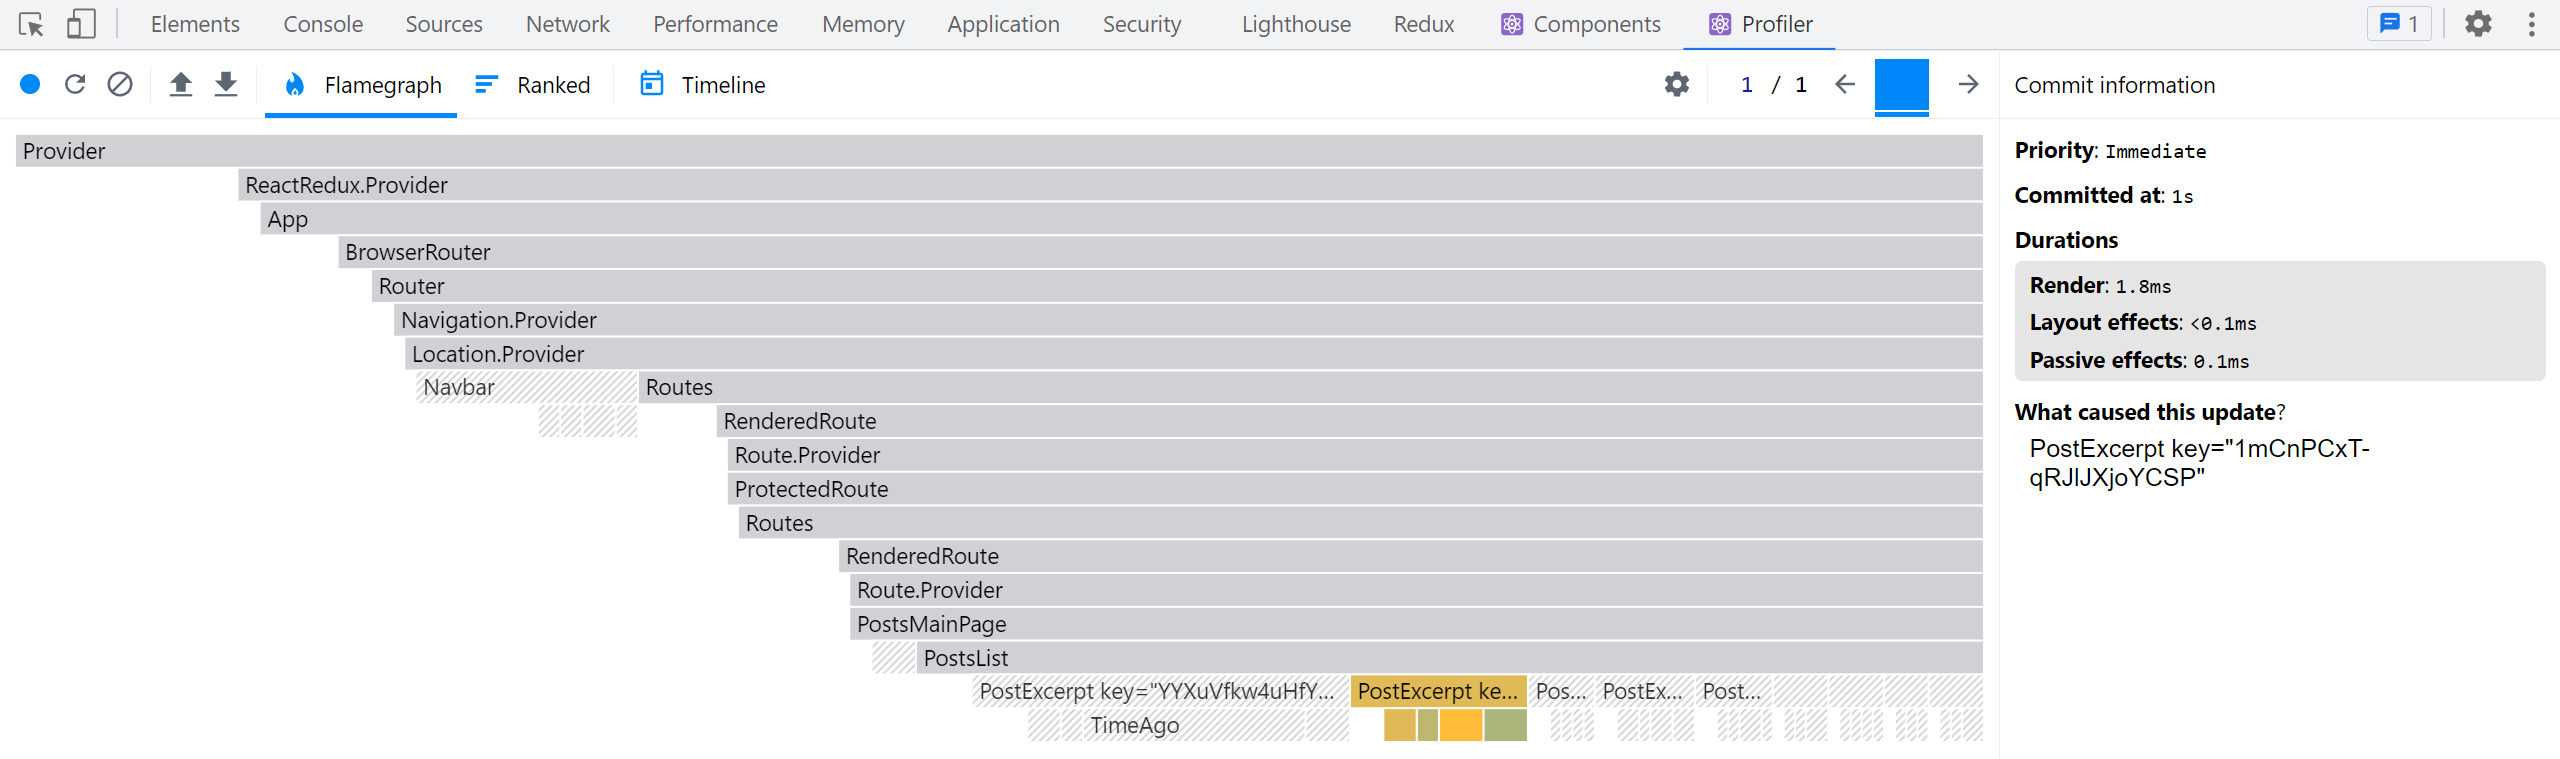 Elements Console Sources Network Performance Memory Application Security Lighthouse Redux Components Profiler 1
Flamegraph Ranked Timeline 1 / 1
Commit information
Provider
ReactRedux.Provider
App
BrowserRouter
Router
Navigation.Provider
Location.Provider
Navbar Routes
RenderedRoute
Route.Provider
ProtectedRoute
Routes
RenderedRoute
Route.Provider
PostsMainPage
PostsList
PostExcerpt key="YYXuVfkw4uHfY... PostExcerpt ke... Pos... PostEx... Post...
TimeAgo
Priority: Immediate
Committed at: 1s
Durations
Render: 1.8ms
Layout effects: <0.1ms
Passive effects: 0.1ms
What caused this update?
PostExcerpt key="1mCnPCxT-
qRJlJXjoYCSP"